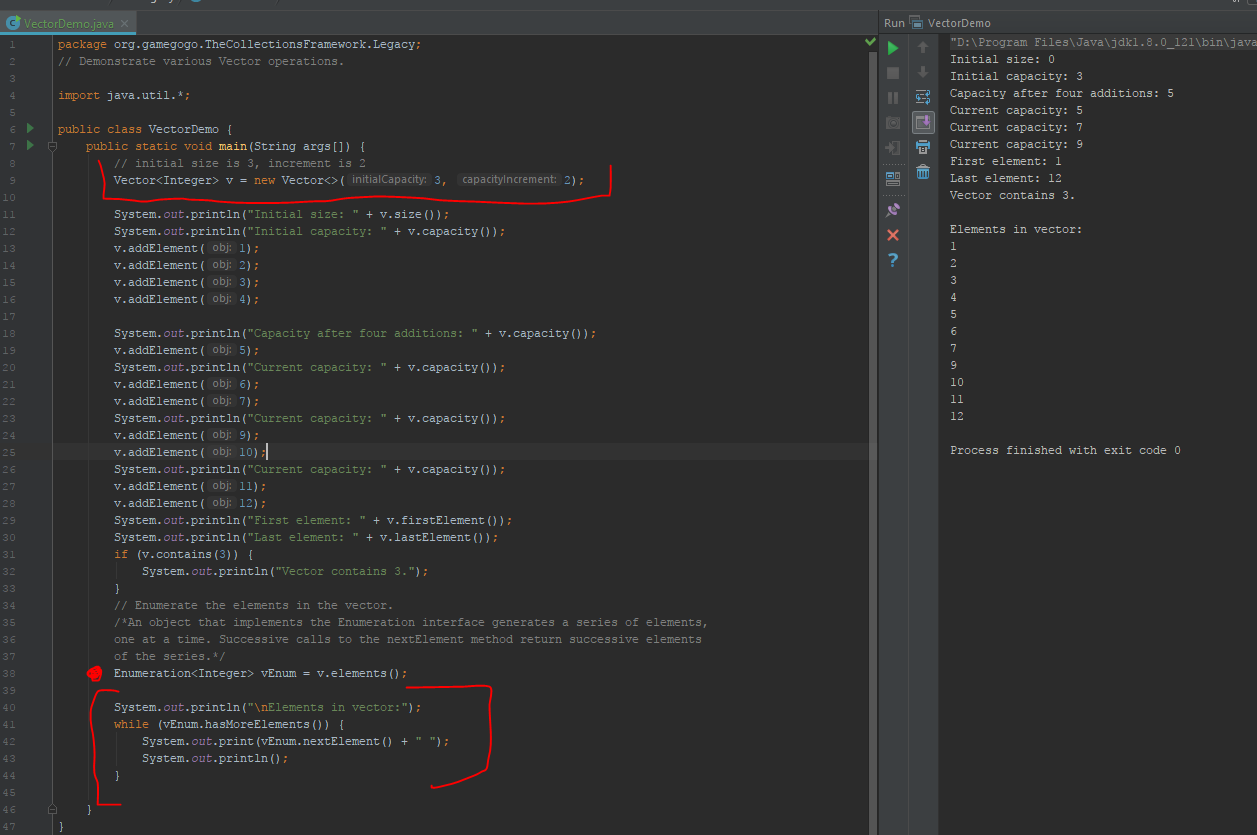 VectorDemo.java
1 package org.gamegogo.TheCollectionsFramework.Legacy;
2 // Demonstrate various Vector operations.
3
4 import java.util.*;
5
6 public class VectorDemo {
7 public static void main(String args[]) {
8 // initial size is 3, increment is 2
9 Vector<Integer> v = new Vector<>( initialCapacity: 3, capacityIncrement: 2);
10
11 System.out.println("Initial size: " + v.size());
12 System.out.println("Initial capacity: " + v.capacity());
13 v.addElement( obj: 1);
14 v.addElement( obj: 2);
15 v.addElement( obj: 3);
16 v.addElement( obj: 4);
17
18 System.out.println("Capacity after four additions: " + v.capacity());
19 v.addElement( obj: 5);
20 System.out.println("Current capacity: " + v.capacity());
21 v.addElement( obj: 6);
22 v.addElement( obj: 7);
23 System.out.println("Current capacity: " + v.capacity());
24 v.addElement( obj: 9);
25 v.addElement( obj: 10);
26 System.out.println("Current capacity: " + v.capacity());
27 v.addElement( obj: 11);
28 v.addElement( obj: 12);
29 System.out.println("First element: " + v.firstElement());
30 System.out.println("Last element: " + v.lastElement());
31 if (v.contains(3)) {
32 System.out.println("Vector contains 3.");
33 }
34 // Enumerate the elements in the vector.
35 /*An object that implements the Enumeration interface generates a series of elements,
36 one at a time. Successive calls to the nextElement method return successive elements
37 of the series.*/
38 Enumeration<Integer> vEnum = v.elements();
39
40 System.out.println("\nElements in vector:");
41 while (vEnum.hasMoreElements()) {
42 System.out.print(vEnum.nextElement() + " ");
43 System.out.println();
44 }
45
46 }
47 }
Run VectorDemo
"D:\Program Files\Java\jdk1.8.0_121\bin\java
Initial size: 0
Initial capacity: 3
Capacity after four additions: 5
Current capacity: 5
Current capacity: 7
Current capacity: 9
First element: 1
Last element: 12
Vector contains 3.
Elements in vector:
1
2
3
4
5
6
7
9
10
11
12
Process finished with exit code 0